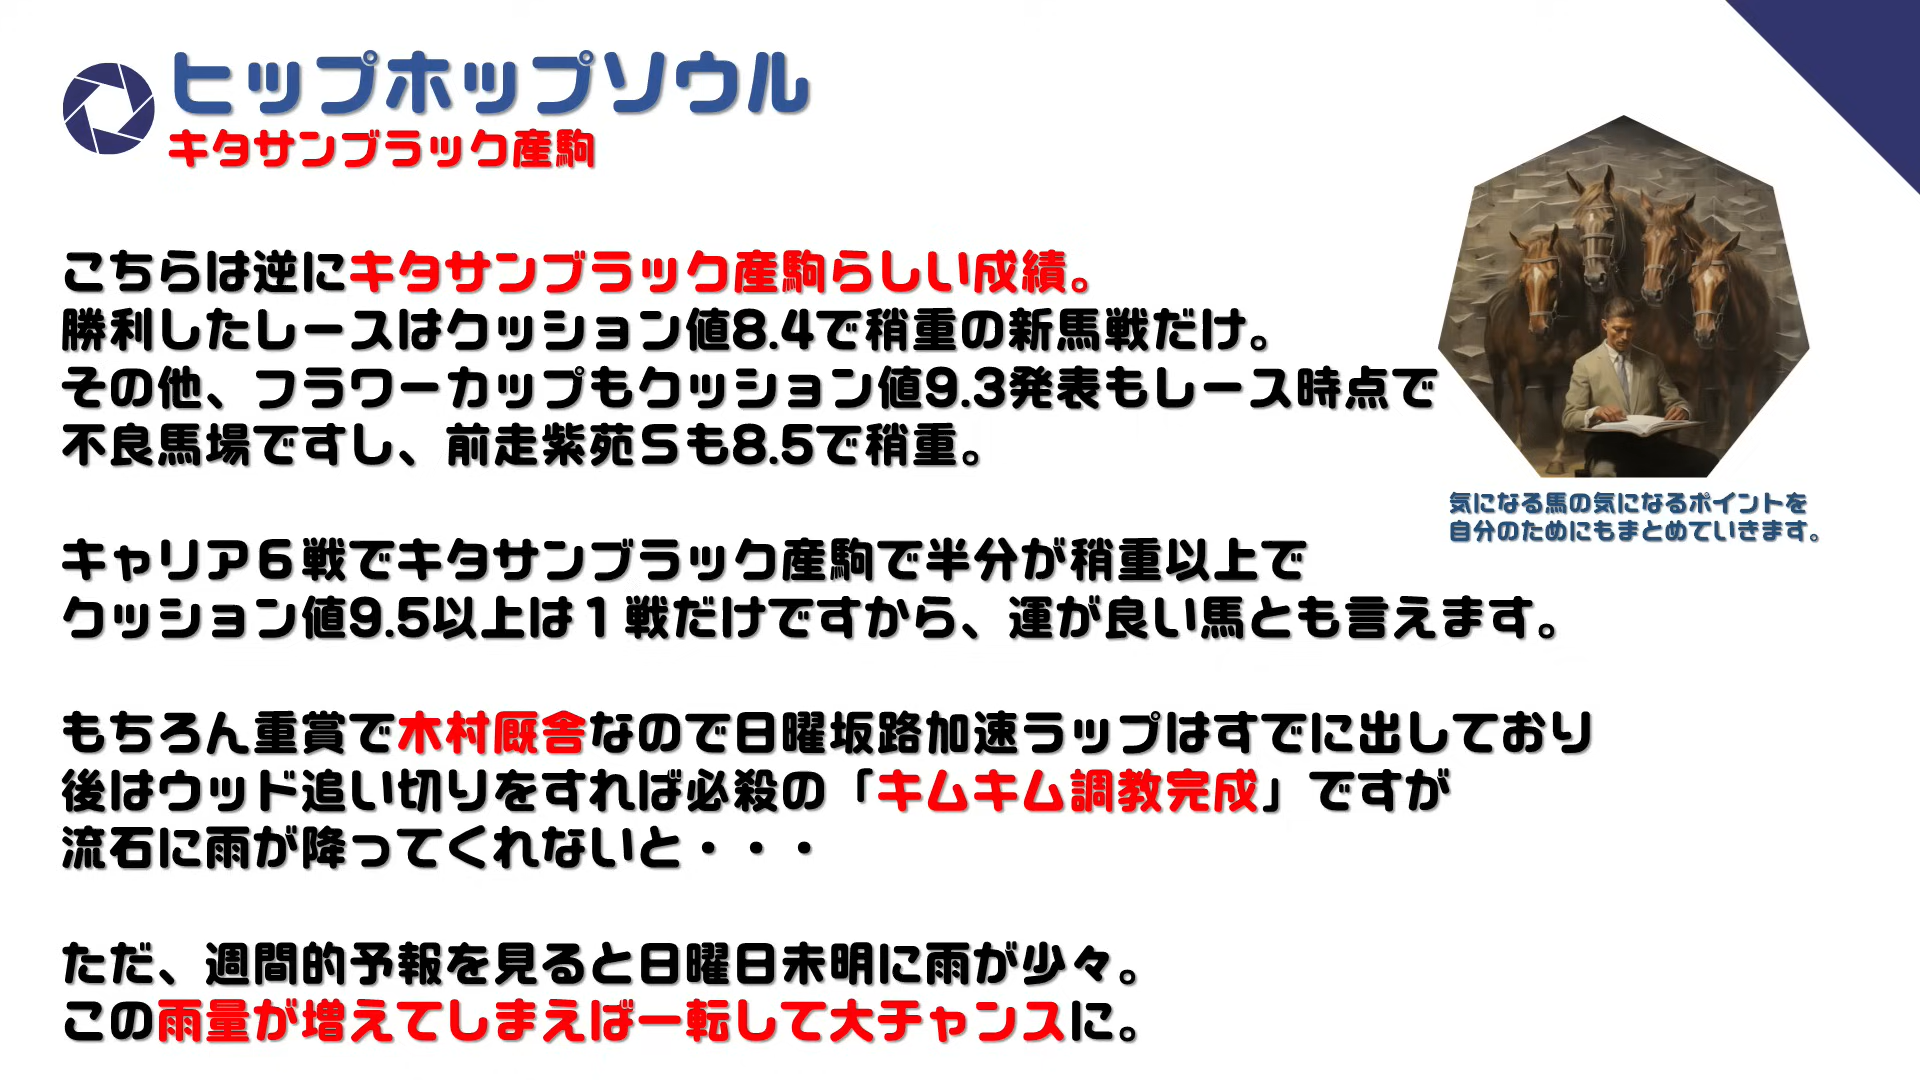 ヒップホップソウル
キタサンブラック産駒
こちらは逆にキタサンブラック産駒らしい成績。
勝利したレースはクッション値8.4で稍重の新馬戦だけ。
その他、フラワーカップもクッション値9.3発表もレース時点で
不良馬場ですし、前走紫苑Ｓも8.5で稍重。
キャリア６戦でキタサンブラック産駒で半分が稍重以上で
クッション値9.5以上は１戦だけですから、運が良い馬とも言えます。
もちろん重賞で木村厩舎なので日曜坂路加速ラップはすでに出しており
後はウッド追い切りをすれば必殺の「キムキム調教完成」ですが
流石に雨が降ってくれないと・・・
ただ、週間的予報を見ると日曜日未明に雨が少々。
この雨量が増えてしまえば一転して大チャンスに。
気になる馬の気になるポイントを
自分のためにもまとめていきます。